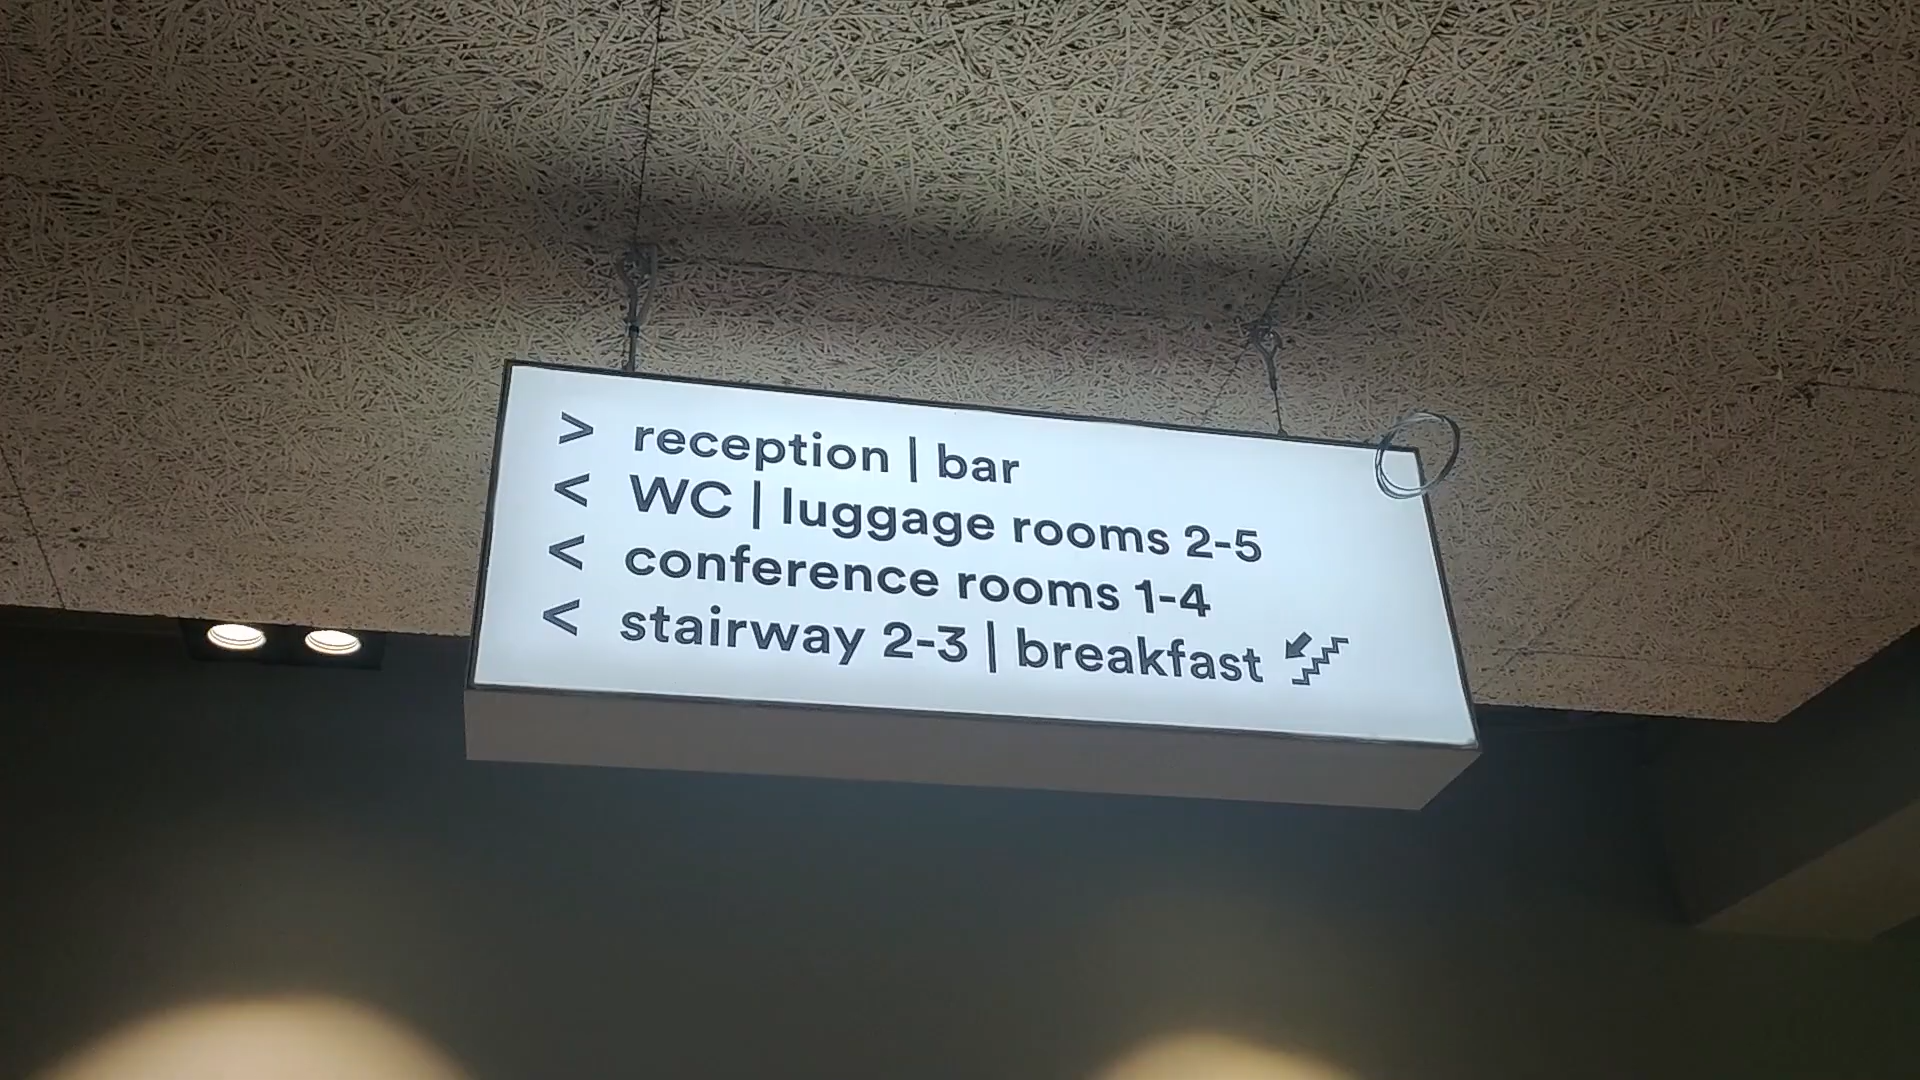 > reception | bar
< WC | luggage rooms 2-5
< conference rooms 1-4
< stairway 2-3 | breakfast